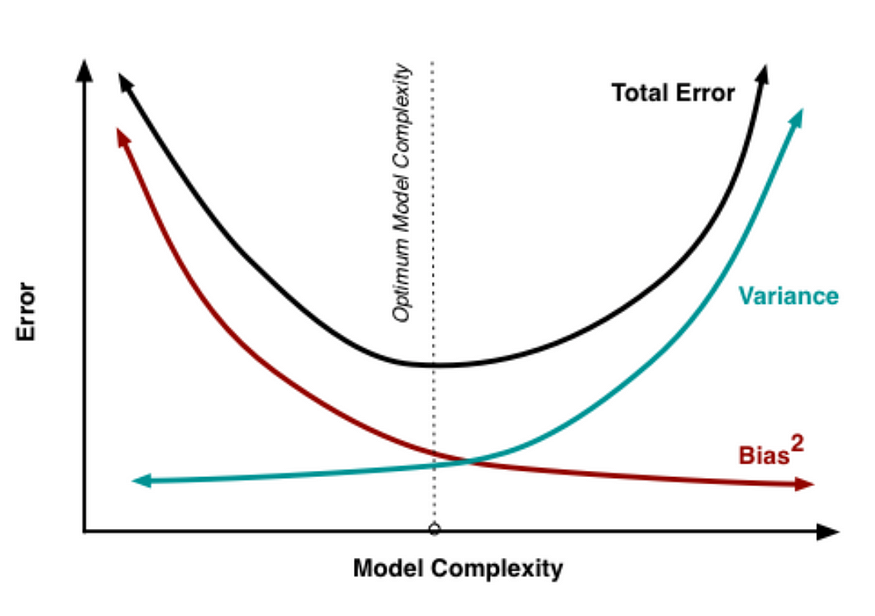 Total Error
Optimum Model Complexity
Error
Variance
Bias²
Model Complexity